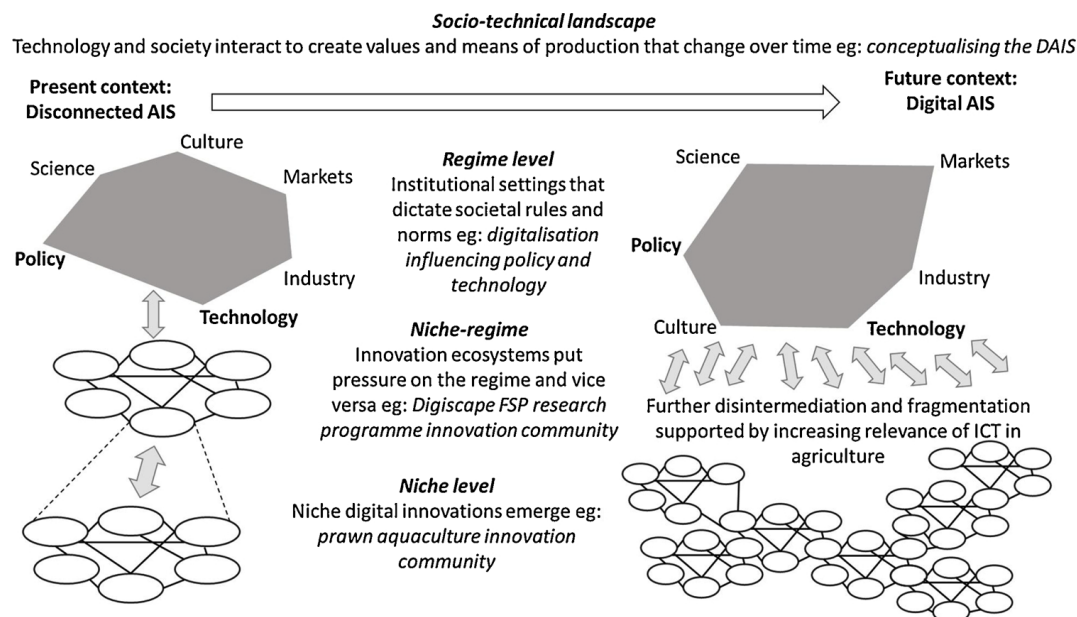 Socio-technical landscape
Technology and society interact to create values and means of production that change over time eg: conceptualising the DAIS
Present context:
Disconnected AIS
Future context:
Digital AIS
Culture
Science
Markets
Policy
Industry
Technology
Regime level
Institutional settings that
dictate societal rules and
norms eg: digitalisation
influencing policy and
technology
Niche-regime
Innovation ecosystems put
pressure on the regime and vice
versa eg: Digiscape FSP research
programme innovation community
Niche level
Niche digital innovations emerge eg:
prawn aquaculture innovation
community
Science
Markets
Policy
Industry
Culture
Technology
Further disintermediation and fragmentation
supported by increasing relevance of ICT in
agriculture